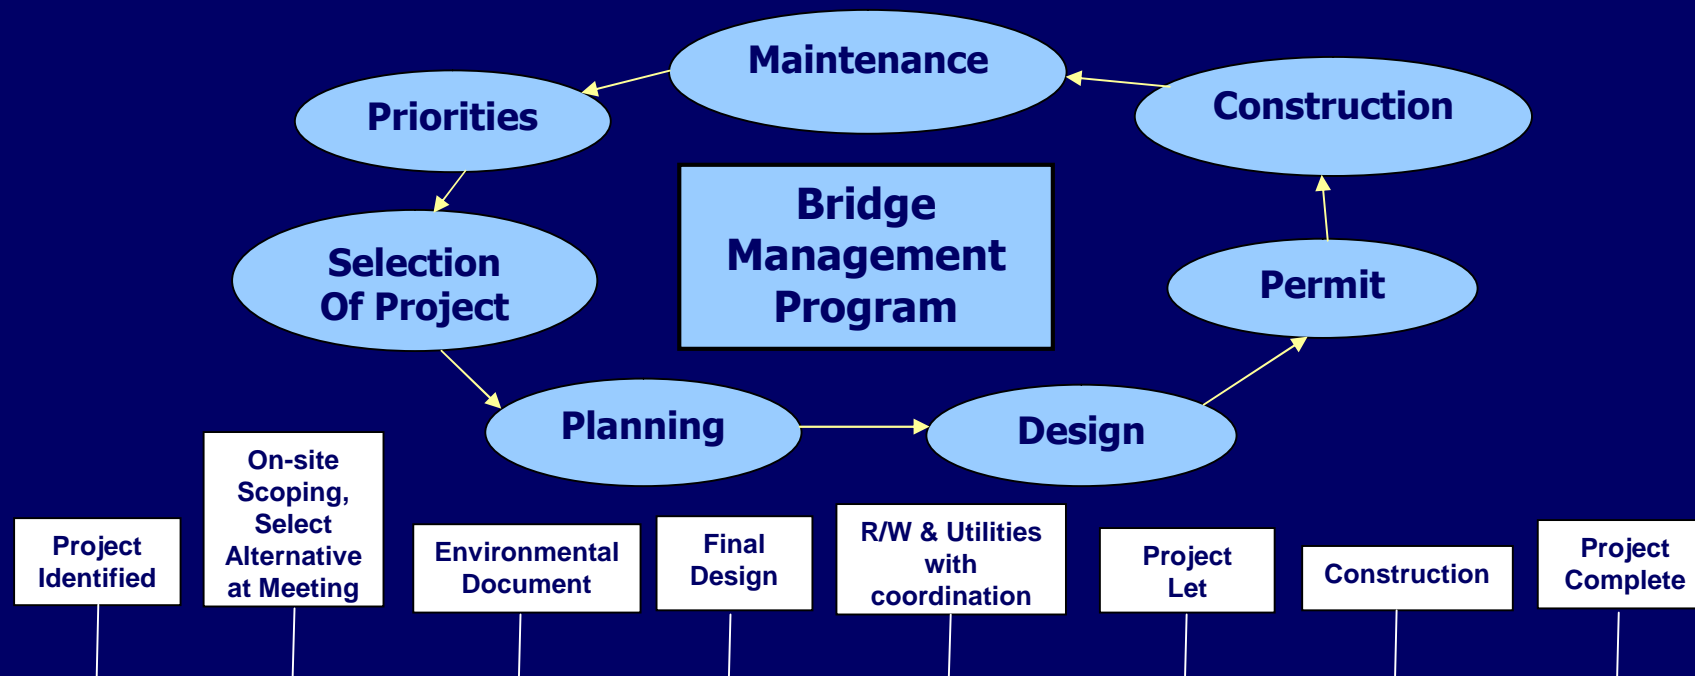 Maintenance
Construction
Priorities
Bridge
Management
Program
Selection
Of Project
Permit
Planning
Design
Project
Identified
On-site
Scoping,
Select
Alternative
at Meeting
Environmental
Document
Final
Design
R/W & Utilities
with
coordination
Project
Let
Construction
Project
Complete